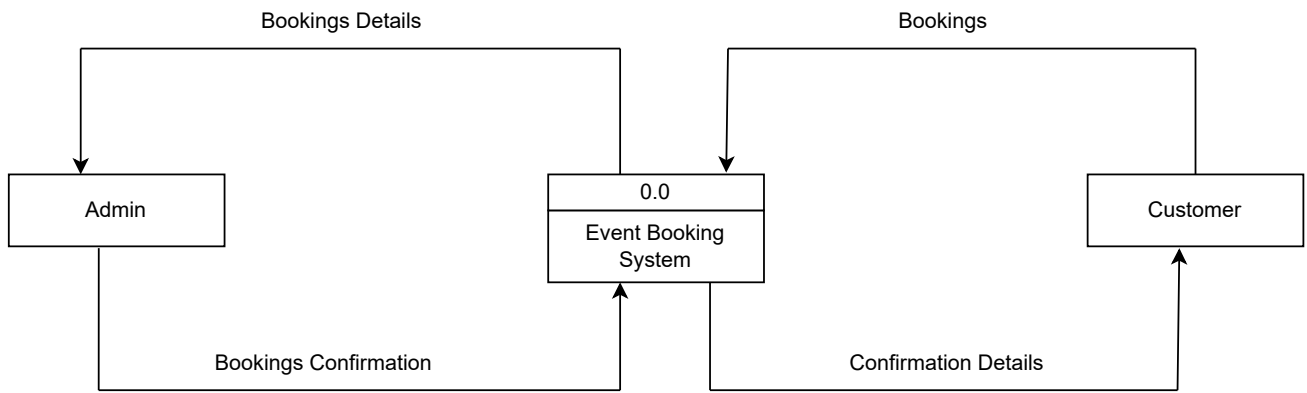 Bookings Details
Bookings
0.0
Admin
Event Booking
System
Customer
Bookings Confirmation
Confirmation Details